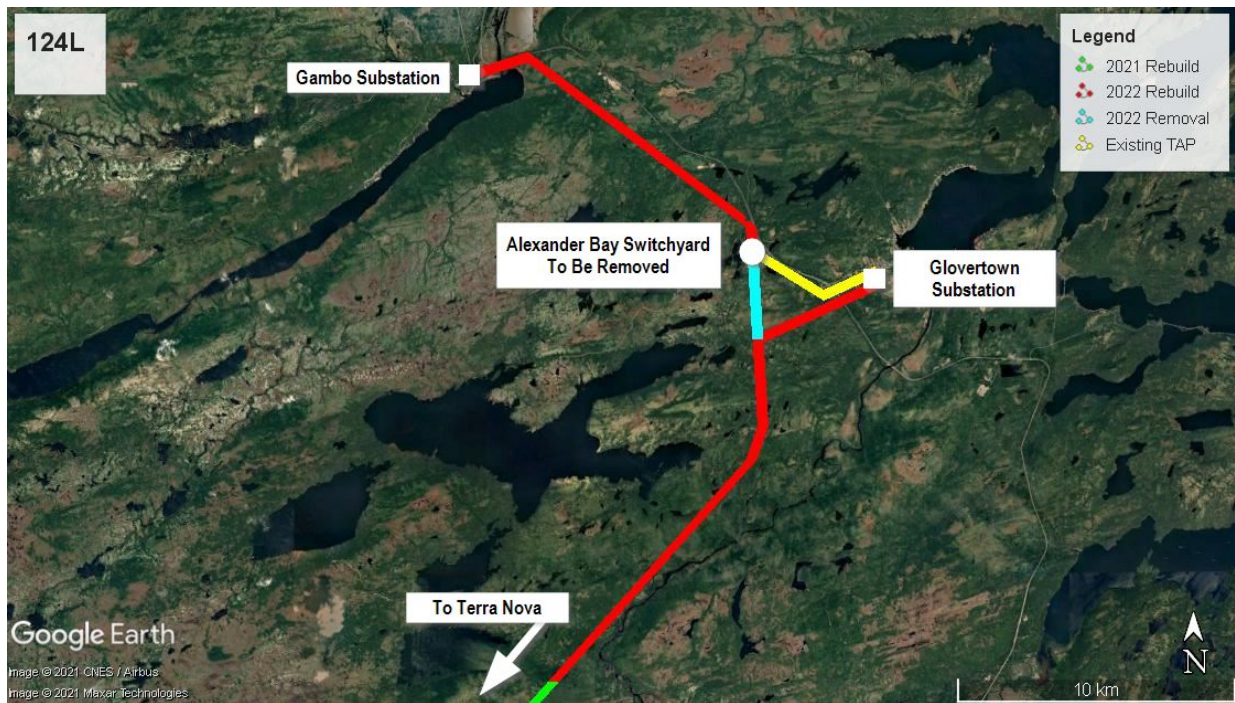 124L
Gambo Substation
Legend
2021 Rebuild
2022 Rebuild
2022 Removal
Existing TAP
Alexander Bay Switchyard
To Be Removed
Glovertown
Substation
To Terra Nova
Google Earth
Image © 2021 CNES / Airbus
Image © 2021 Maxar Technologies
N
10 km